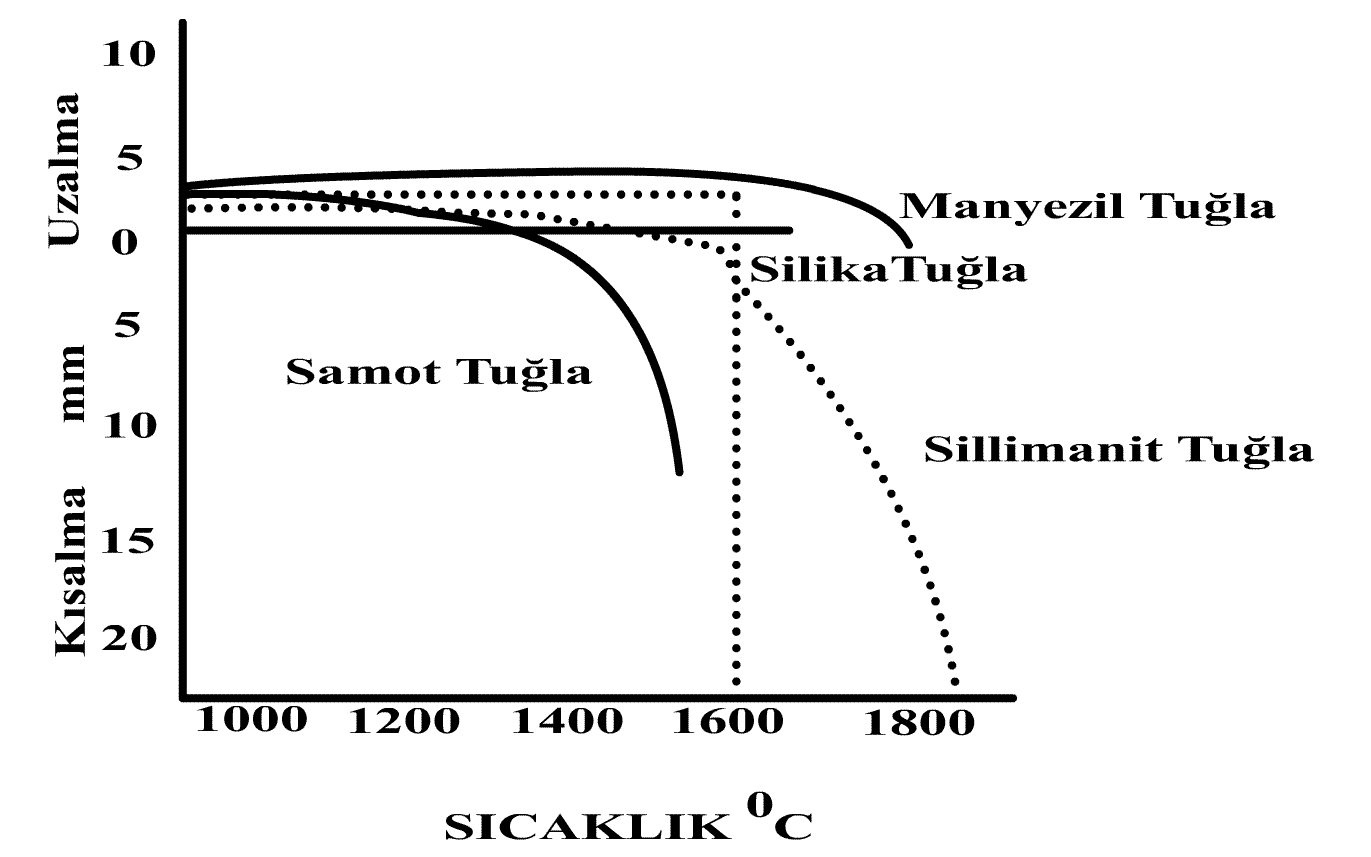 10
5
0
5
10
15
20
Uzalma
mm
Kısalma
Manyezil Tuğla
SilikaTuğla
Samot Tuğla
Sillimanit Tuğla
1000 1200 1400 1600 1800
SICAKLIK ⁰C